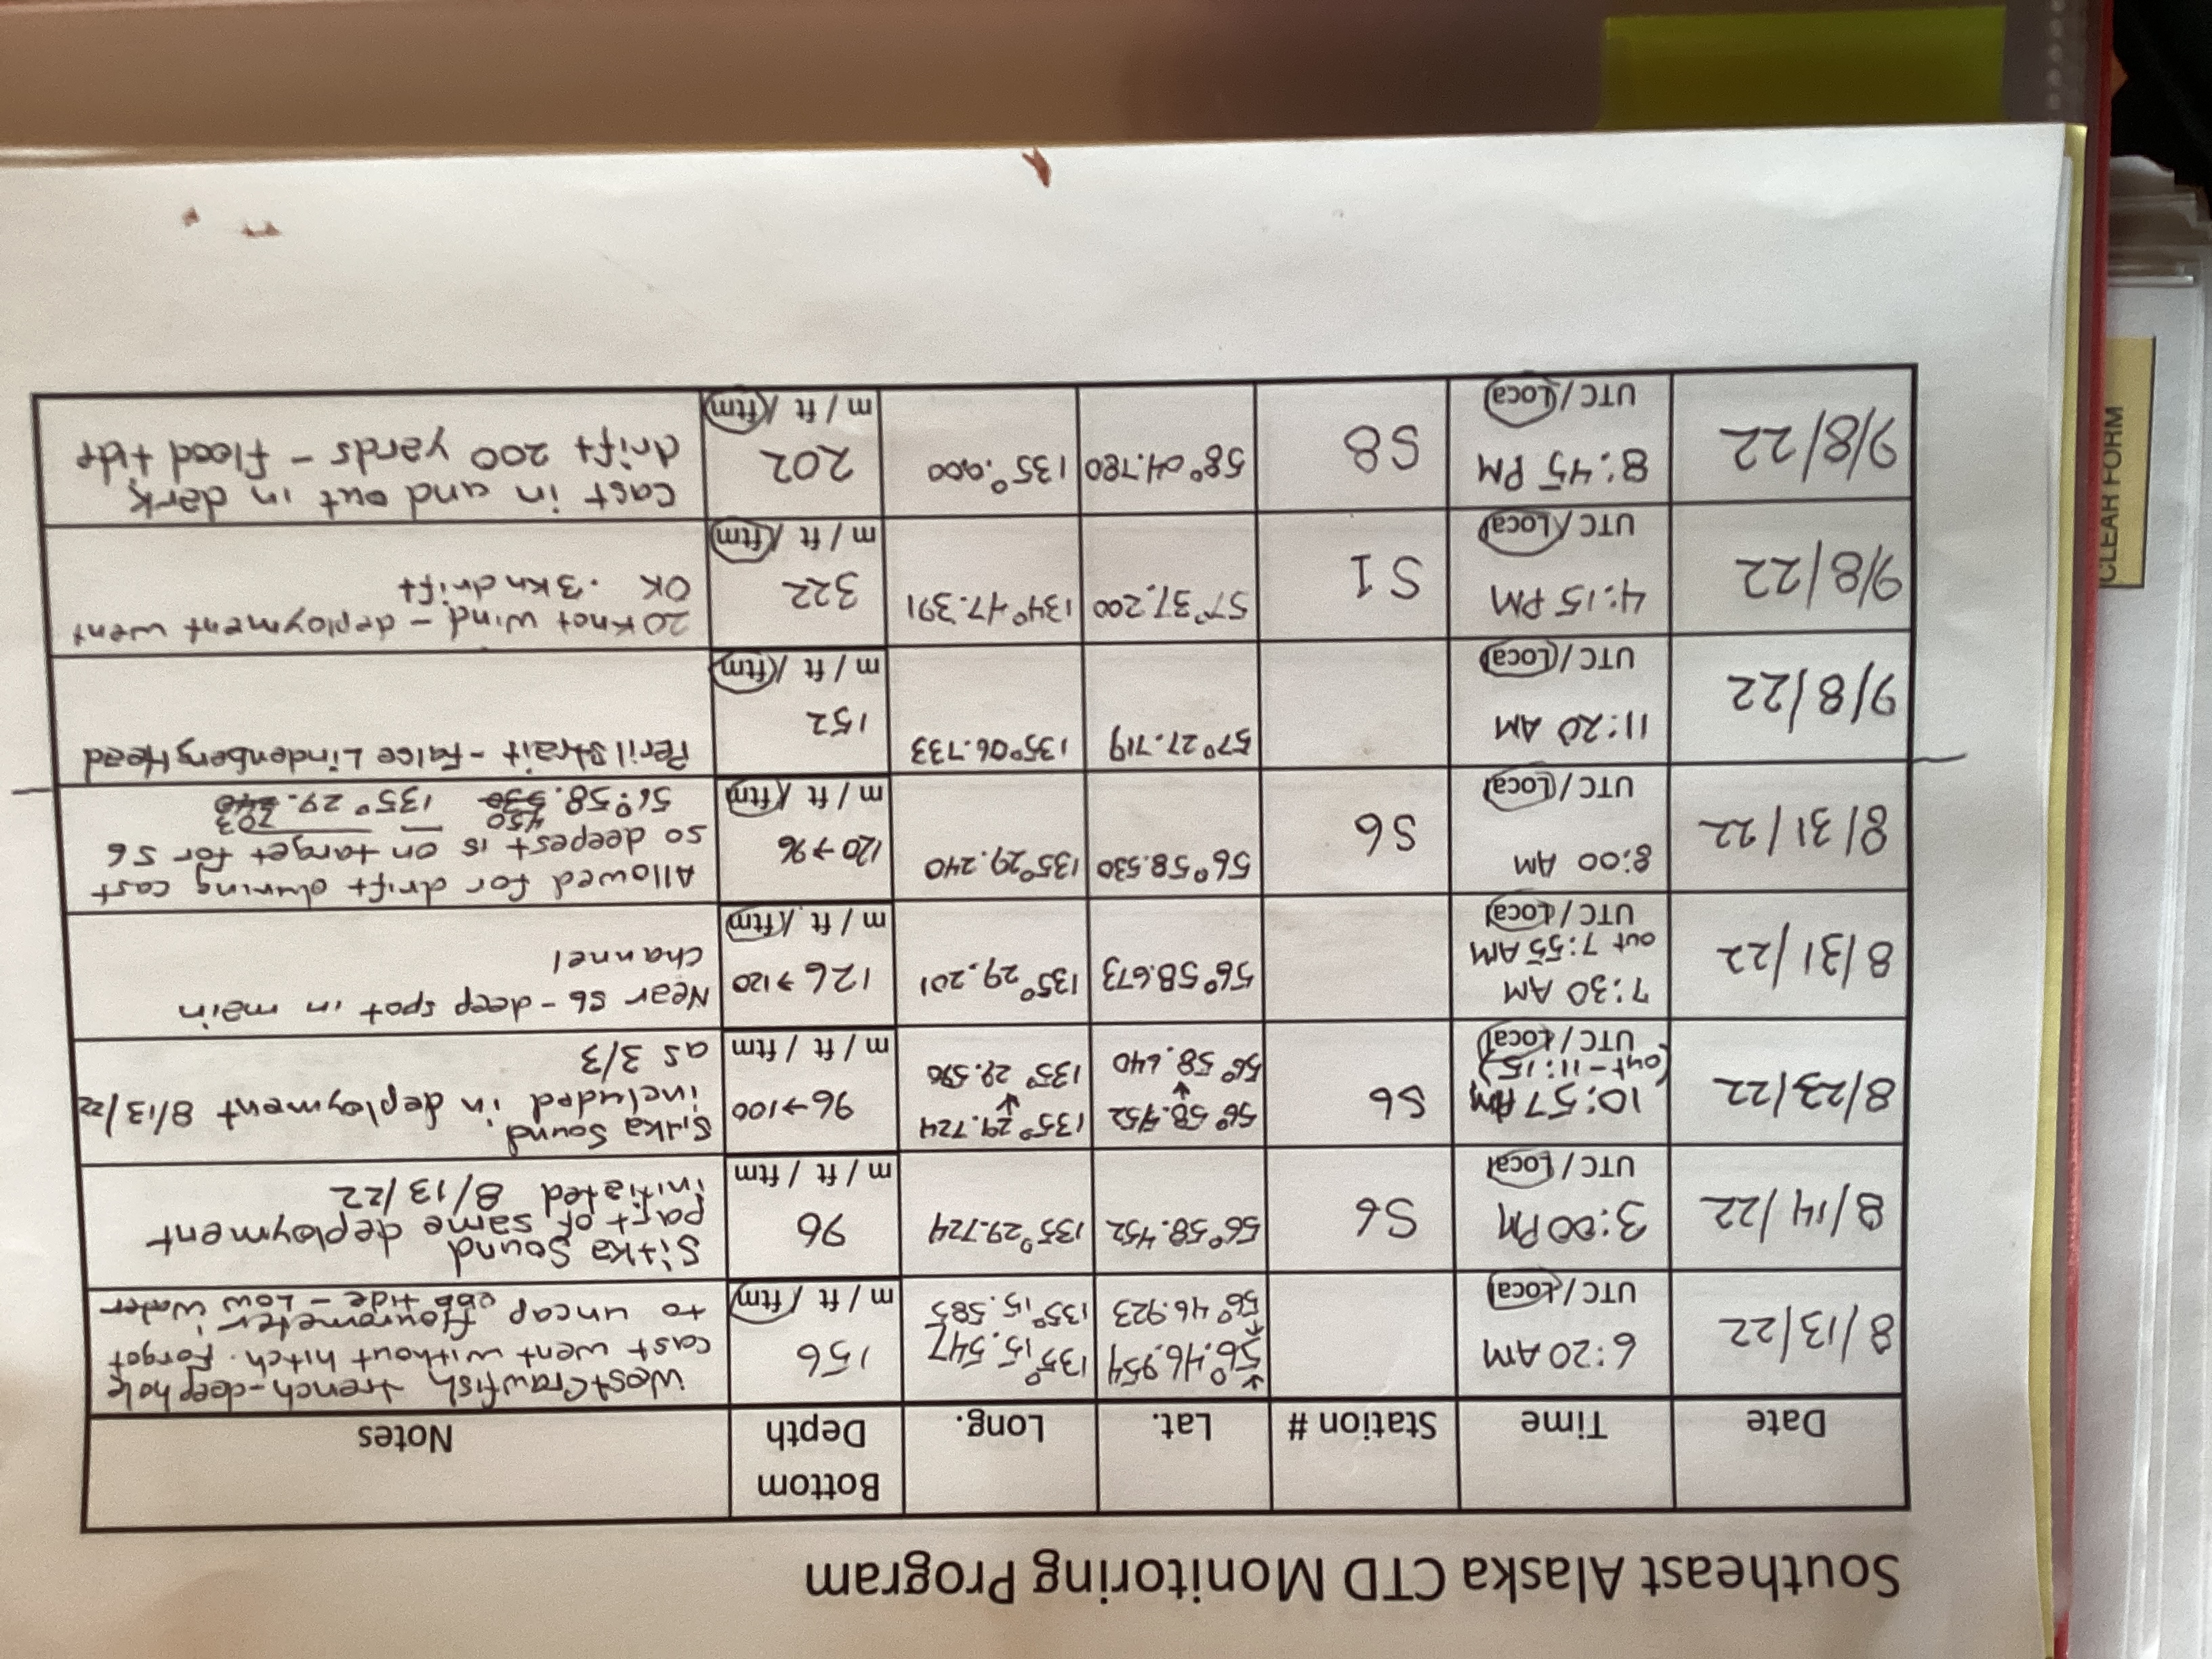 Southeast Alaska CTD Monitoring Program
Date Time Station # Lat. Long. Bottom Depth Notes
8/13/22
6:20 AM
UTC / Local
↓
56° 46.954
↑
56° 46.923
135° 15.547
135° 15.585
156
m / ft / ftm
West Crawfish trench - deep hole
cast went without hitch. Forgot
to uncap flourometer
ebb tide - Low Water
8/14/22
3:00 PM
UTC / Local
S6
56° 58.452
135° 29.724
96
m / ft / ftm
Sitka Sound
part of same deployment
initiated 8/13/22
8/23/22
10:57 AM
(out - 11:15)
UTC / Local
S6
56° 58.452
↓
56° 58.640
135° 29.724
↓
135° 29.590
96→100
m / ft / ftm
Sitka Sound
included in deployment 8/13/22
as 3/3
8/31/22
7:30 AM
out 7:55 AM
UTC / Local
56° 58.673
135° 29.201
126→120
m / ft / ftm
Near S6 - deep spot in main
channel
8/31/22
8:00 AM
UTC / Local
S6
56° 58.530
135° 29.240
120→96
m / ft / ftm
Allowed for drift during cast
so deepest is on target for S6
450 703
56° 58.530 135° 29.240
9/8/22
11:20 AM
UTC / Local
57° 27.719
135° 06.733
152
m / ft / ftm
Peril Strait - False Lindenberg Head
9/8/22
4:15 PM
UTC / Local
S1
57° 37.200
134° 47.391
322
m / ft / ftm
20 Knot wind - deployment went
OK .3 Kn drift
9/8/22
8:45 PM
UTC / Local
S8
58° 04.780
135°.000
202
m / ft / ftm
Cast in and out in dark
drift 200 yards - flood tide
CLEAR FORM